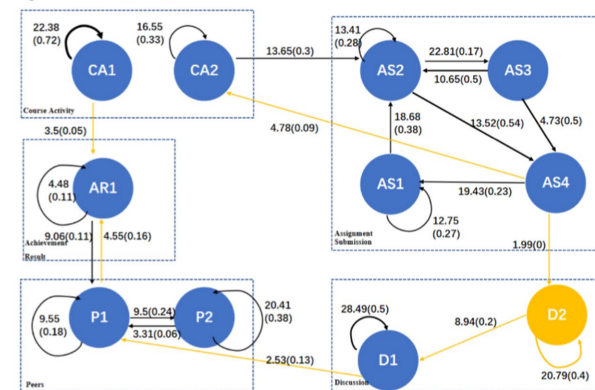 22.38
(0.72)
CA1
16.55
(0.33)
CA2
Course Activity
13.65(0.3)
13.41
(0.28)
AS2
22.81(0.17)
10.65(0.5)
AS3
18.68
(0.38)
13.52(0.54)
4.73(0.5)
AS1
19.43(0.23)
AS4
12.75
(0.27)
Assignment
Submission
3.5(0.05)
4.78(0.09)
4.48
(0.11)
AR1
Achievement
Result
9.06(0.11)
4.55(0.16)
1.99(0)
9.55
(0.18)
P1
9.5(0.24)
3.31(0.06)
P2
20.41
(0.38)
Peers
2.53(0.13)
28.49(0.5)
D1
Discussion
8.94(0.2)
D2
20.79(0.4)